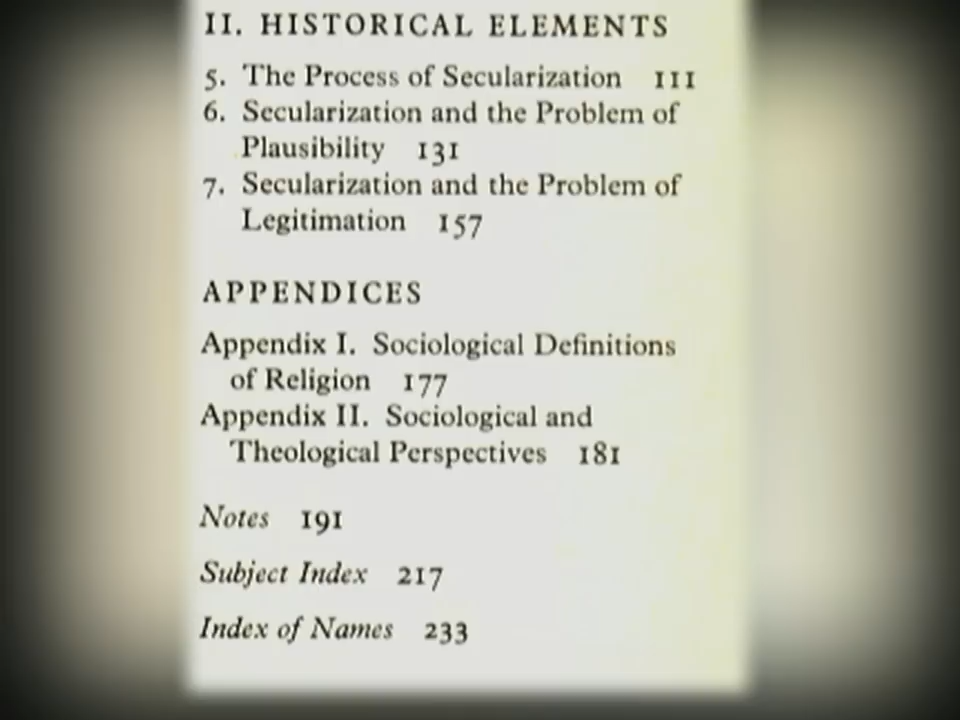 II. HISTORICAL ELEMENTS
5. The Process of Secularization 111
6. Secularization and the Problem of
Plausibility 131
7. Secularization and the Problem of
Legitimation 157
APPENDICES
Appendix I. Sociological Definitions
of Religion 177
Appendix II. Sociological and
Theological Perspectives 181
Notes 191
Subject Index 217
Index of Names 233